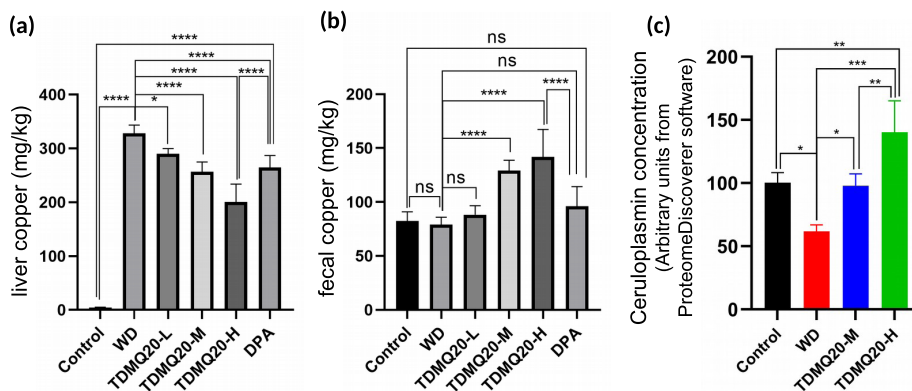 (a)
liver copper (mg/kg)
400
300
200
100
0
****
****
****
****
****
****
*
Control
WD
TDMQ20-L
TDMQ20-M
TDMQ20-H
DPA
(b)
fecal copper (mg/kg)
200
150
100
50
0
ns
ns
****
****
****
ns
ns
Control
WD
TDMQ20-L
TDMQ20-M
TDMQ20-H
DPA
(c)
Ceruloplasmin concentration
(Arbitrary units from
ProteomeDiscoverer software)
200
150
100
50
0
**
***
**
*
*
Control
WD
TDMQ20-M
TDMQ20-H